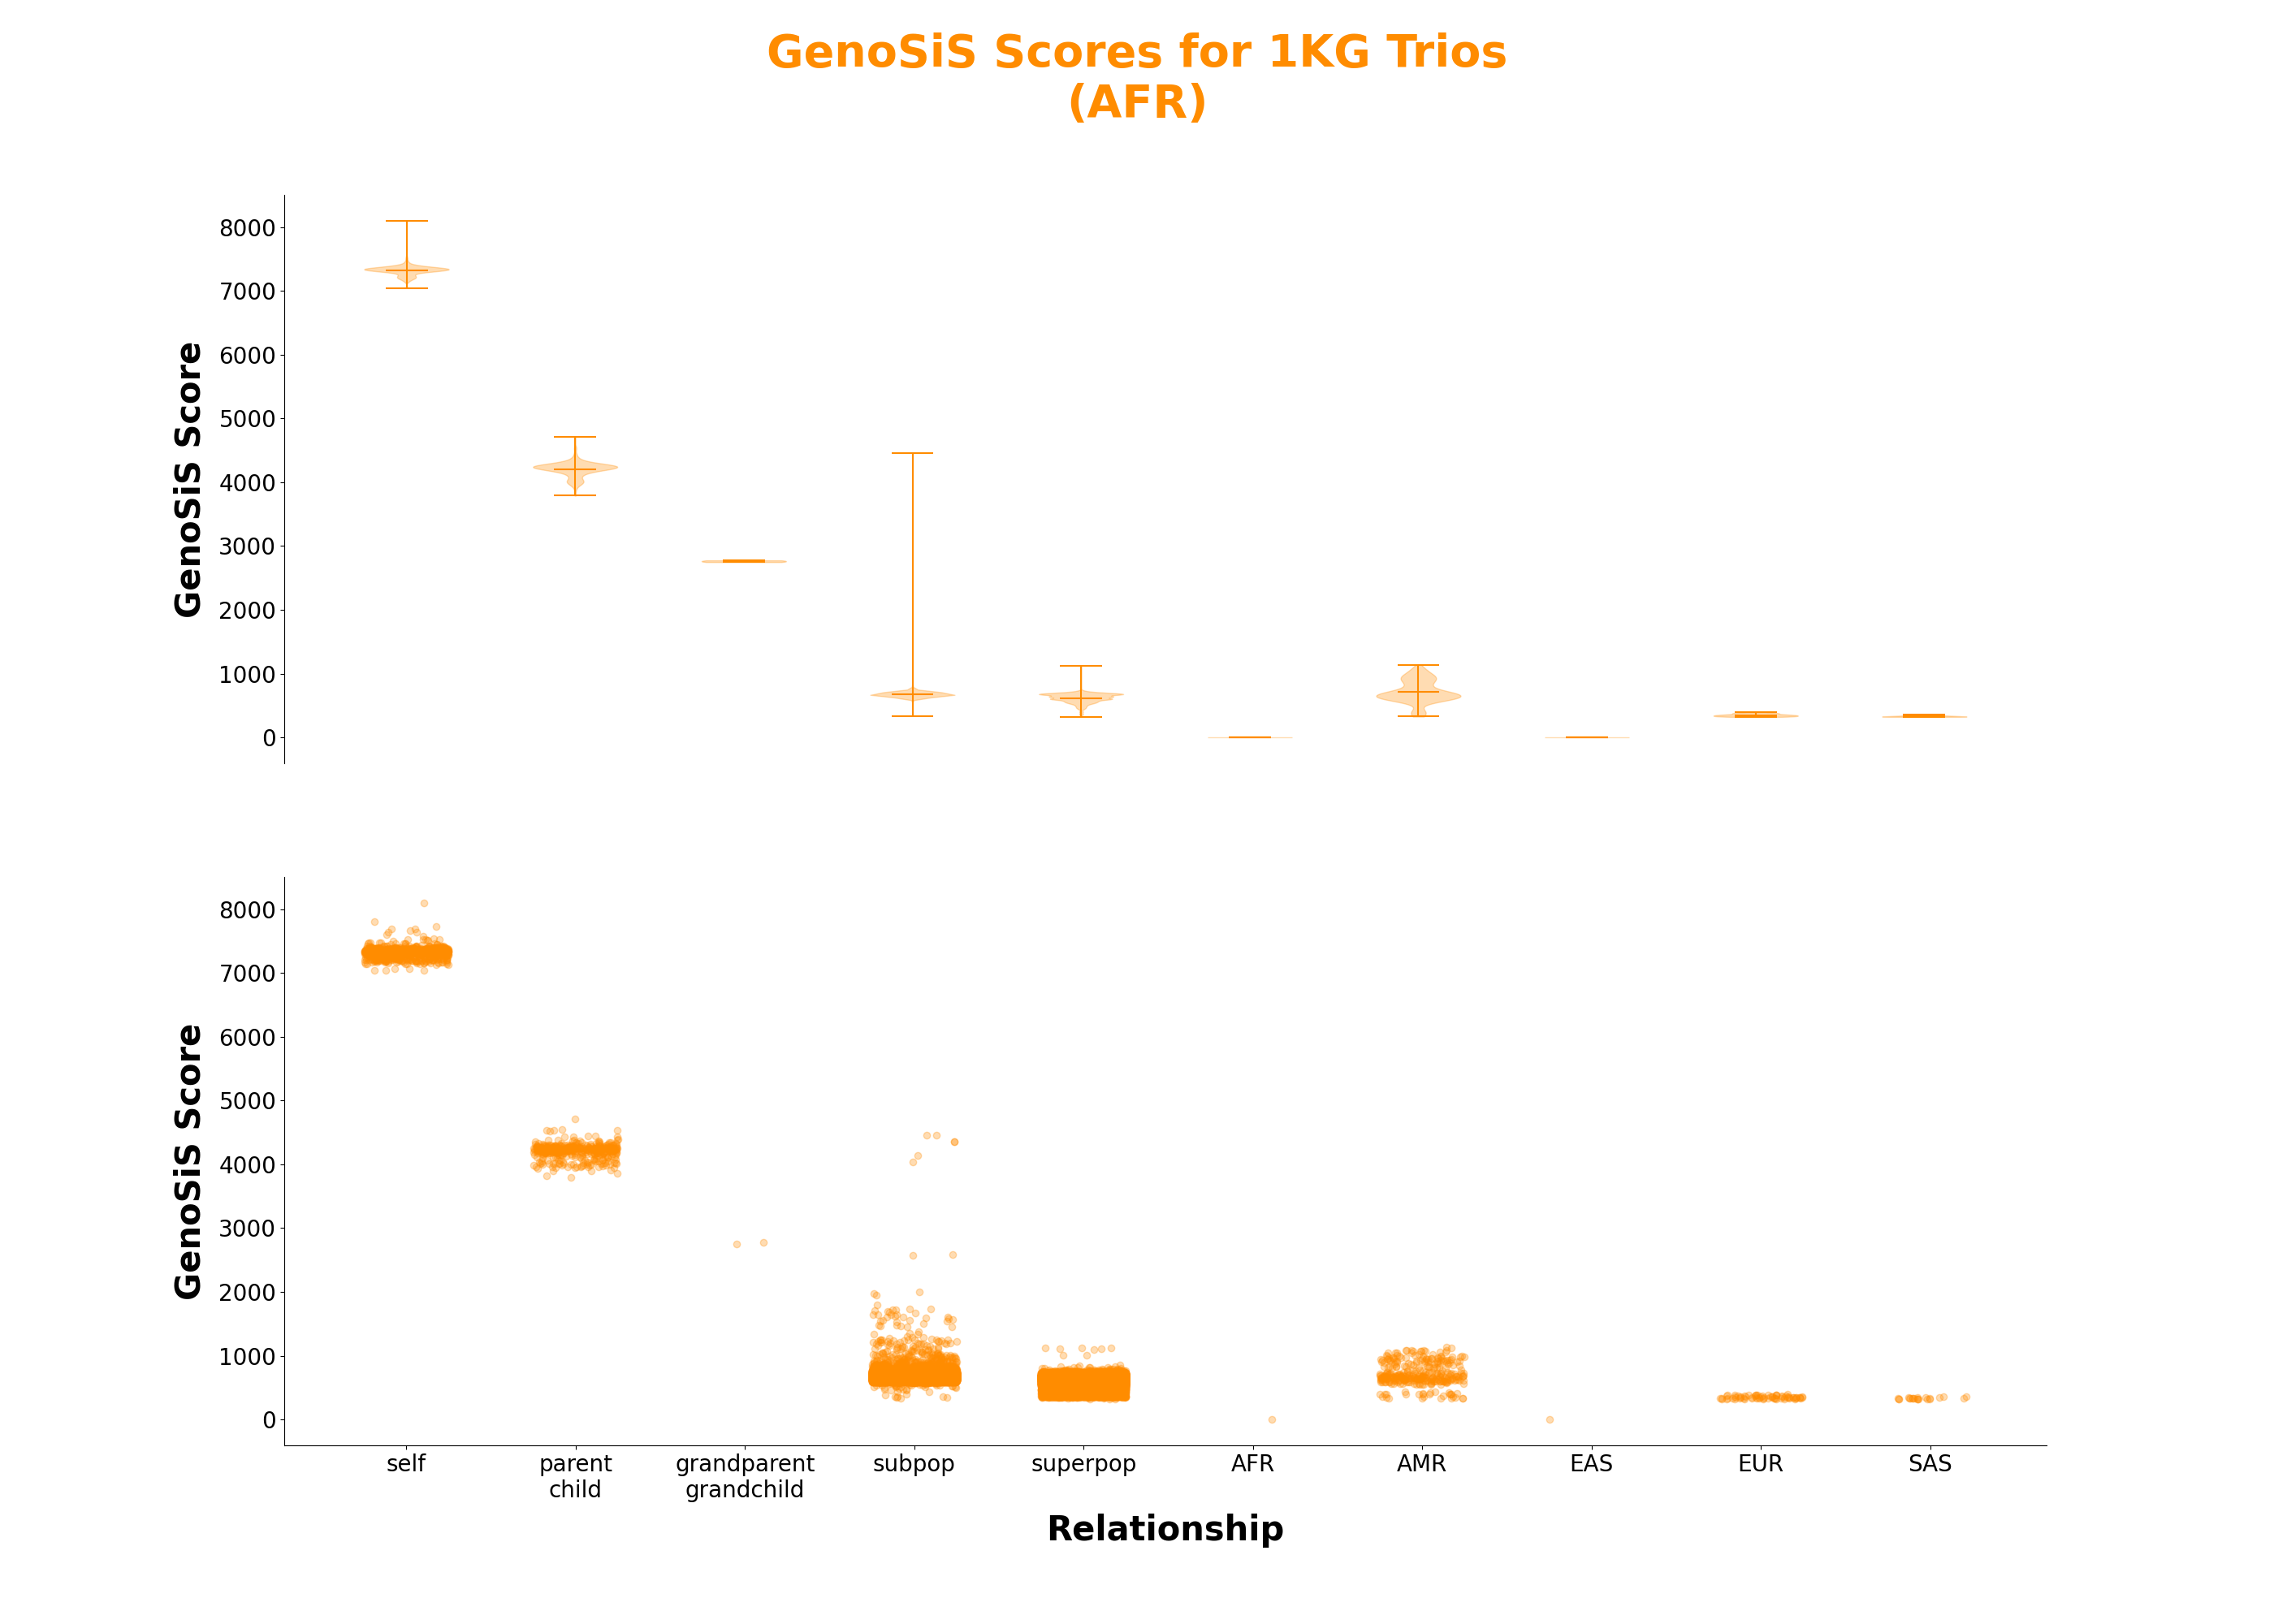 GenoSiS Scores for 1KG Trios
(AFR)
8000
7000
6000
5000
4000
3000
2000
1000
0
GenoSiS Score
8000
7000
6000
5000
4000
3000
2000
1000
0
GenoSiS Score
self
parent
child
grandparent
grandchild
subpop
superpop
AFR
AMR
EAS
EUR
SAS
Relationship